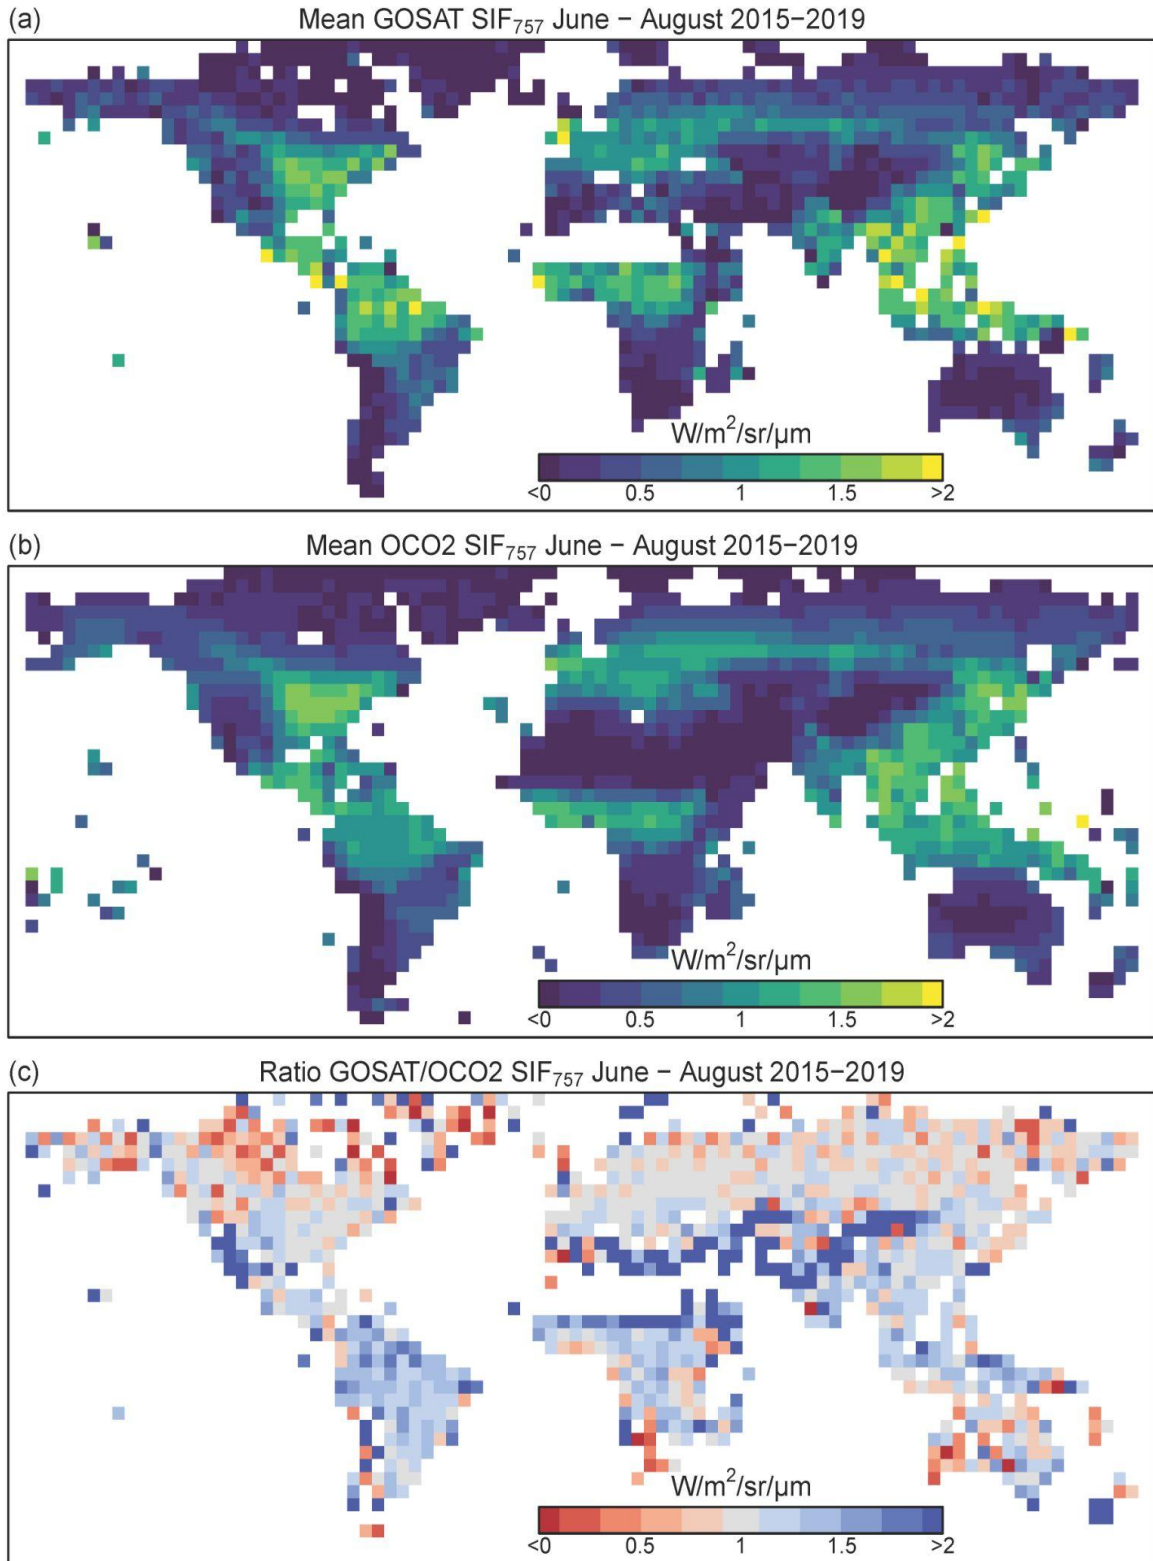 (a) Mean GOSAT SIF₇₅₇ June – August 2015–2019
W/m²/sr/µm
<0 0.5 1 1.5 >2
(b) Mean OCO2 SIF₇₅₇ June – August 2015–2019
W/m²/sr/µm
<0 0.5 1 1.5 >2
(c) Ratio GOSAT/OCO2 SIF₇₅₇ June – August 2015–2019
W/m²/sr/µm
<0 0.5 1 1.5 >2